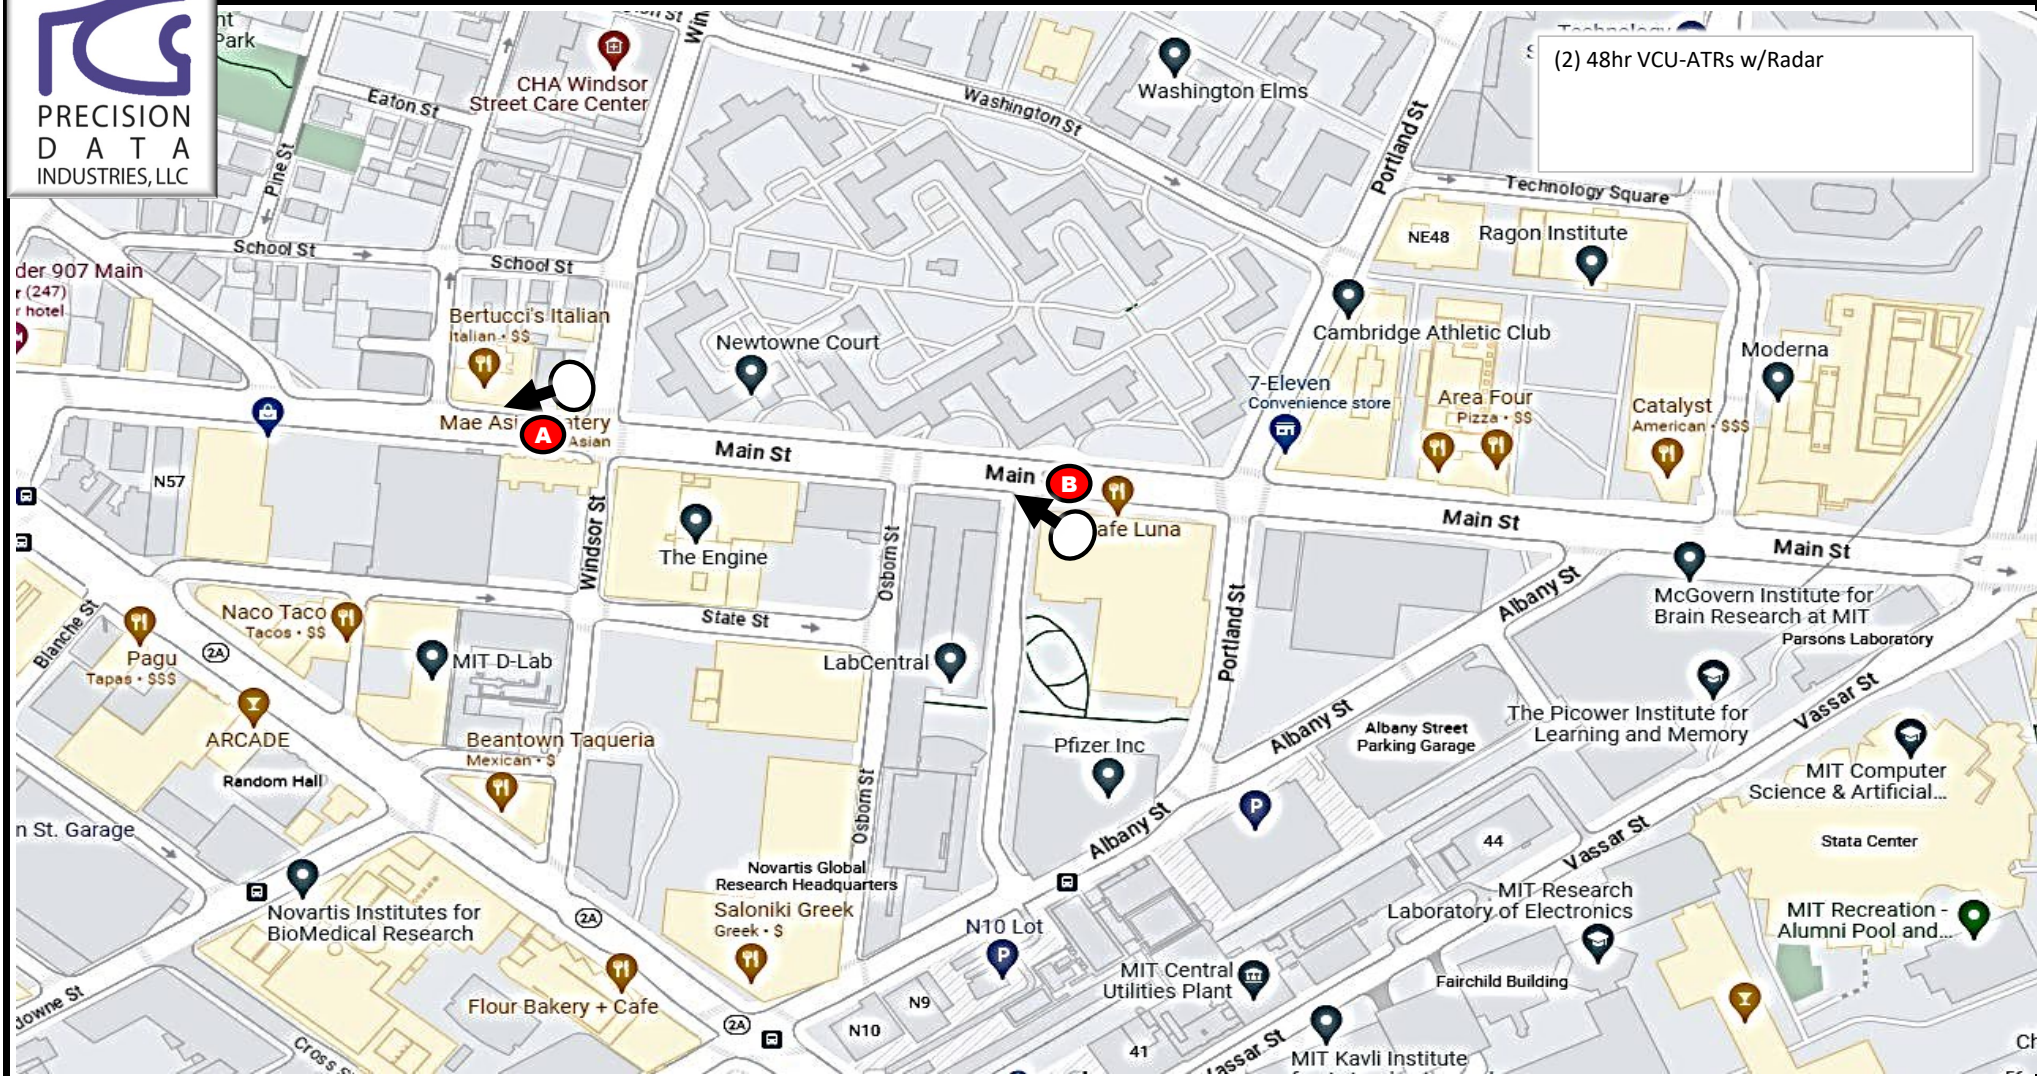 PRECISION
D A T A
INDUSTRIES, LLC
(2) 48hr VCU-ATRs w/Radar
Park
Eaton St
Pine St
CHA Windsor
Street Care Center
Washington St
Washington Elms
Portland St
Technology Square
NE48
Ragon Institute
School St
School St
der 907 Main
(247)
hotel
Bertucci's Italian
Italian • $$
Newtowne Court
Cambridge Athletic Club
Moderna
7-Eleven
Convenience store
Area Four
Pizza • $$
Catalyst
American • $$$
Asian
A
Main St
Main
B
afe Luna
Main St
Main St
N57
Windsor St
The Engine
Osborn St
Portland St
Albany St
McGovern Institute for
Brain Research at MIT
Parsons Laboratory
Blanche St
Naco Taco
Tacos • $$
State St
2A
Pagu
Tapas • $$$
MIT D-Lab
LabCentral
Vassar St
The Picower Institute for
Learning and Memory
Albany St
Albany Street
Parking Garage
ARCADE
Beantown Taqueria
Mexican • $
Pfizer Inc
Random Hall
P
MIT Computer
Science & Artificial...
n St. Garage
Osborn St
Albany St
44
Vassar St
Stata Center
Novartis Global
Research Headquarters
MIT Research
Laboratory of Electronics
Novartis Institutes for
BioMedical Research
2A
Saloniki Greek
Greek • $
N10 Lot
P
MIT Recreation -
Alumni Pool and...
MIT Central
Utilities Plant
Fairchild Building
Flour Bakery + Cafe
N9
N10
2A
41
Cross
MIT Kavli Institute